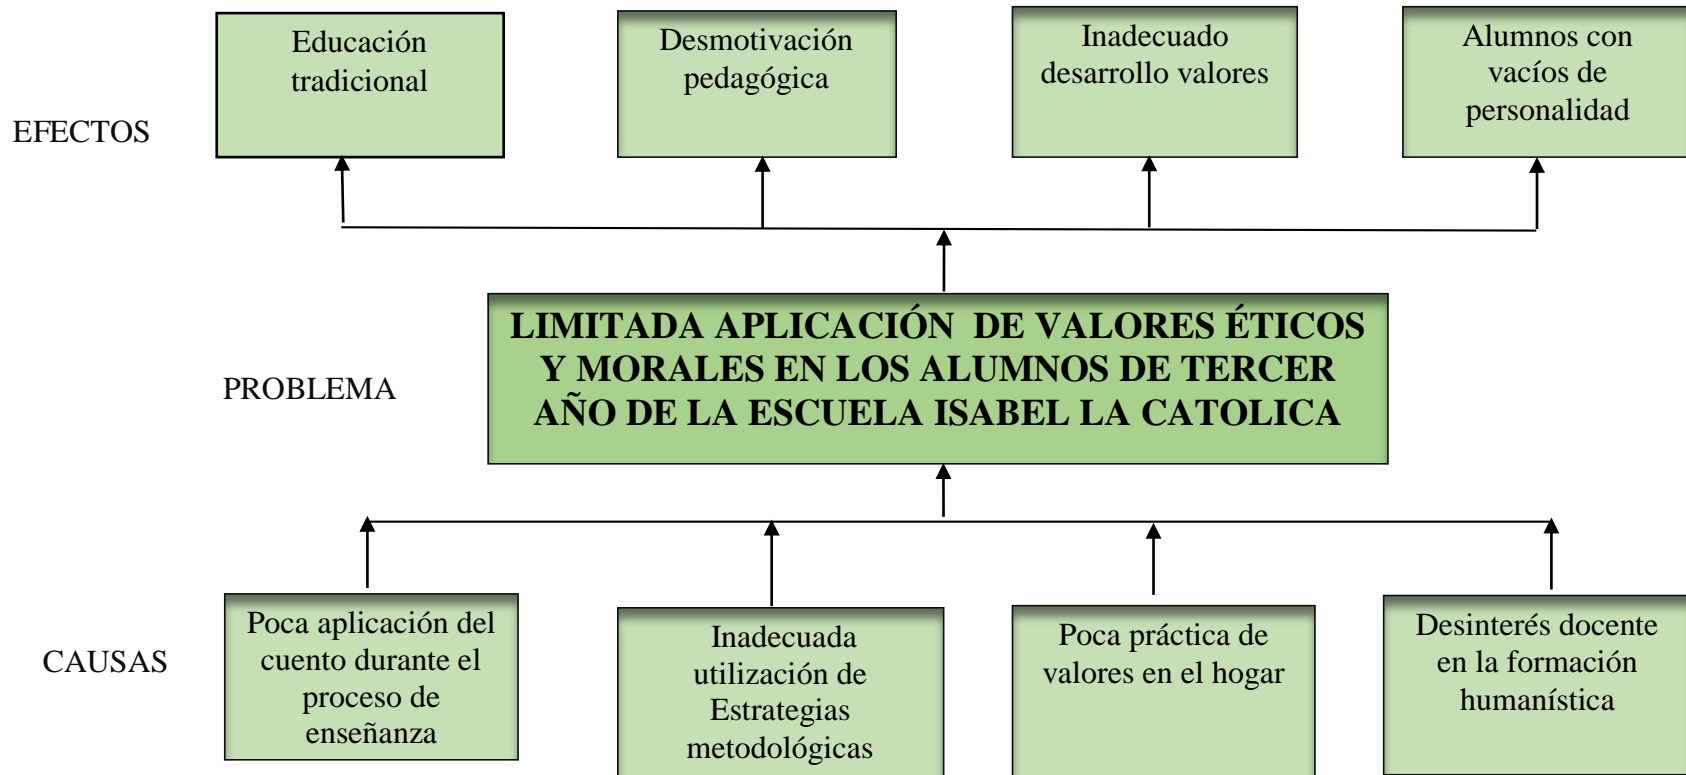 Educación
tradicional
Desmotivación
pedagógica
Inadecuado
desarrollo valores
Alumnos con
vacíos de
personalidad
EFECTOS
LIMITADA APLICACIÓN DE VALORES ÉTICOS
Y MORALES EN LOS ALUMNOS DE TERCER
AÑO DE LA ESCUELA ISABEL LA CATOLICA
PROBLEMA
Poca aplicación del
cuento durante el
proceso de
enseñanza
Inadecuada
utilización de
Estrategias
metodológicas
Poca práctica de
valores en el hogar
Desinterés docente
en la formación
humanística
CAUSAS